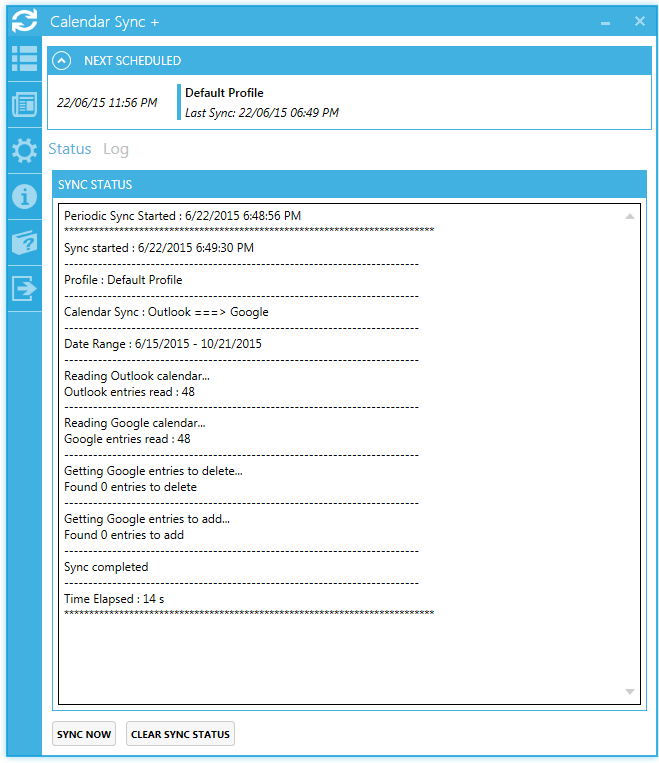 Calendar Sync +
NEXT SCHEDULED
22/06/15 11:56 PM
Default Profile
Last Sync: 22/06/15 06:49 PM
Status Log
SYNC STATUS
Periodic Sync Started : 6/22/2015 6:48:56 PM
**************************************************************************
Sync started : 6/22/2015 6:49:30 PM
--------------------------------------------------------------------------
Profile : Default Profile
--------------------------------------------------------------------------
Calendar Sync : Outlook ===> Google
--------------------------------------------------------------------------
Date Range : 6/15/2015 - 10/21/2015
--------------------------------------------------------------------------
Reading Outlook calendar...
Outlook entries read : 48
--------------------------------------------------------------------------
Reading Google calendar...
Google entries read : 48
--------------------------------------------------------------------------
Getting Google entries to delete...
Found 0 entries to delete
--------------------------------------------------------------------------
Getting Google entries to add...
Found 0 entries to add
--------------------------------------------------------------------------
Sync completed
--------------------------------------------------------------------------
Time Elapsed : 14 s
**************************************************************************
SYNC NOW CLEAR SYNC STATUS